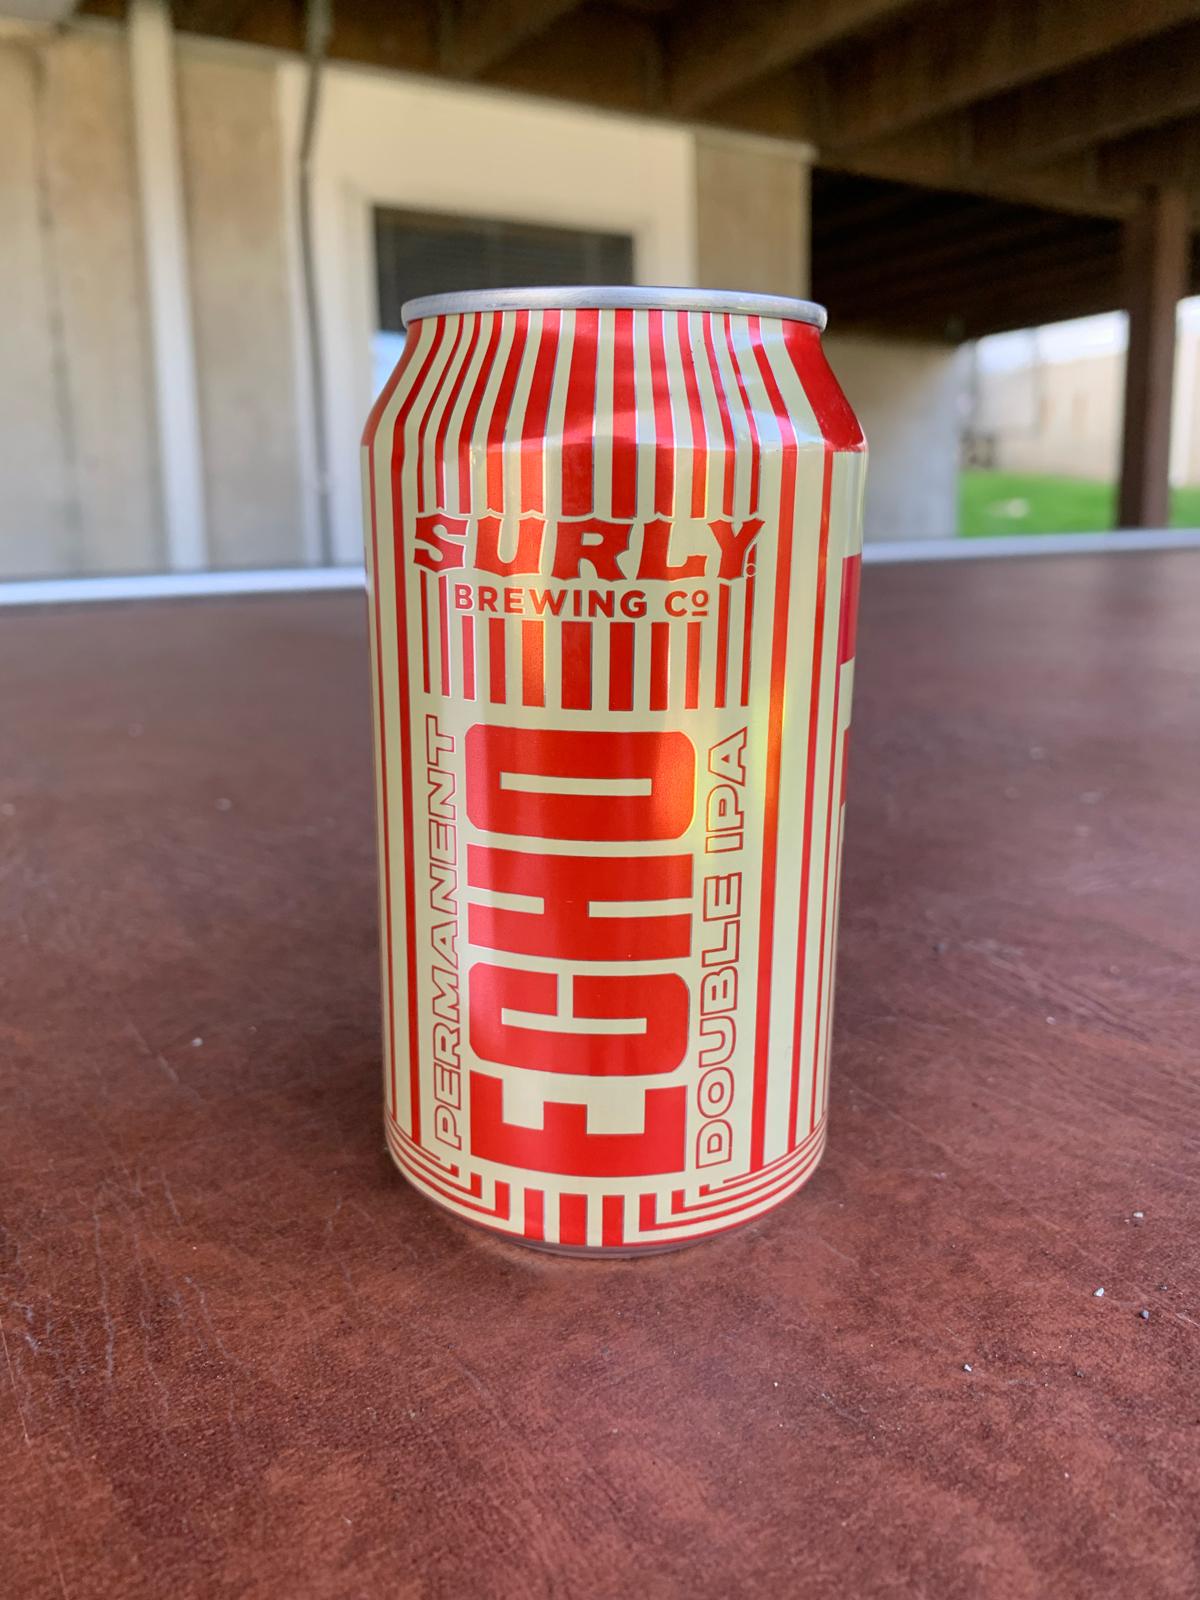 SURLY
BREWING Cº
PERMANENT
ECHO
DOUBLE IPA